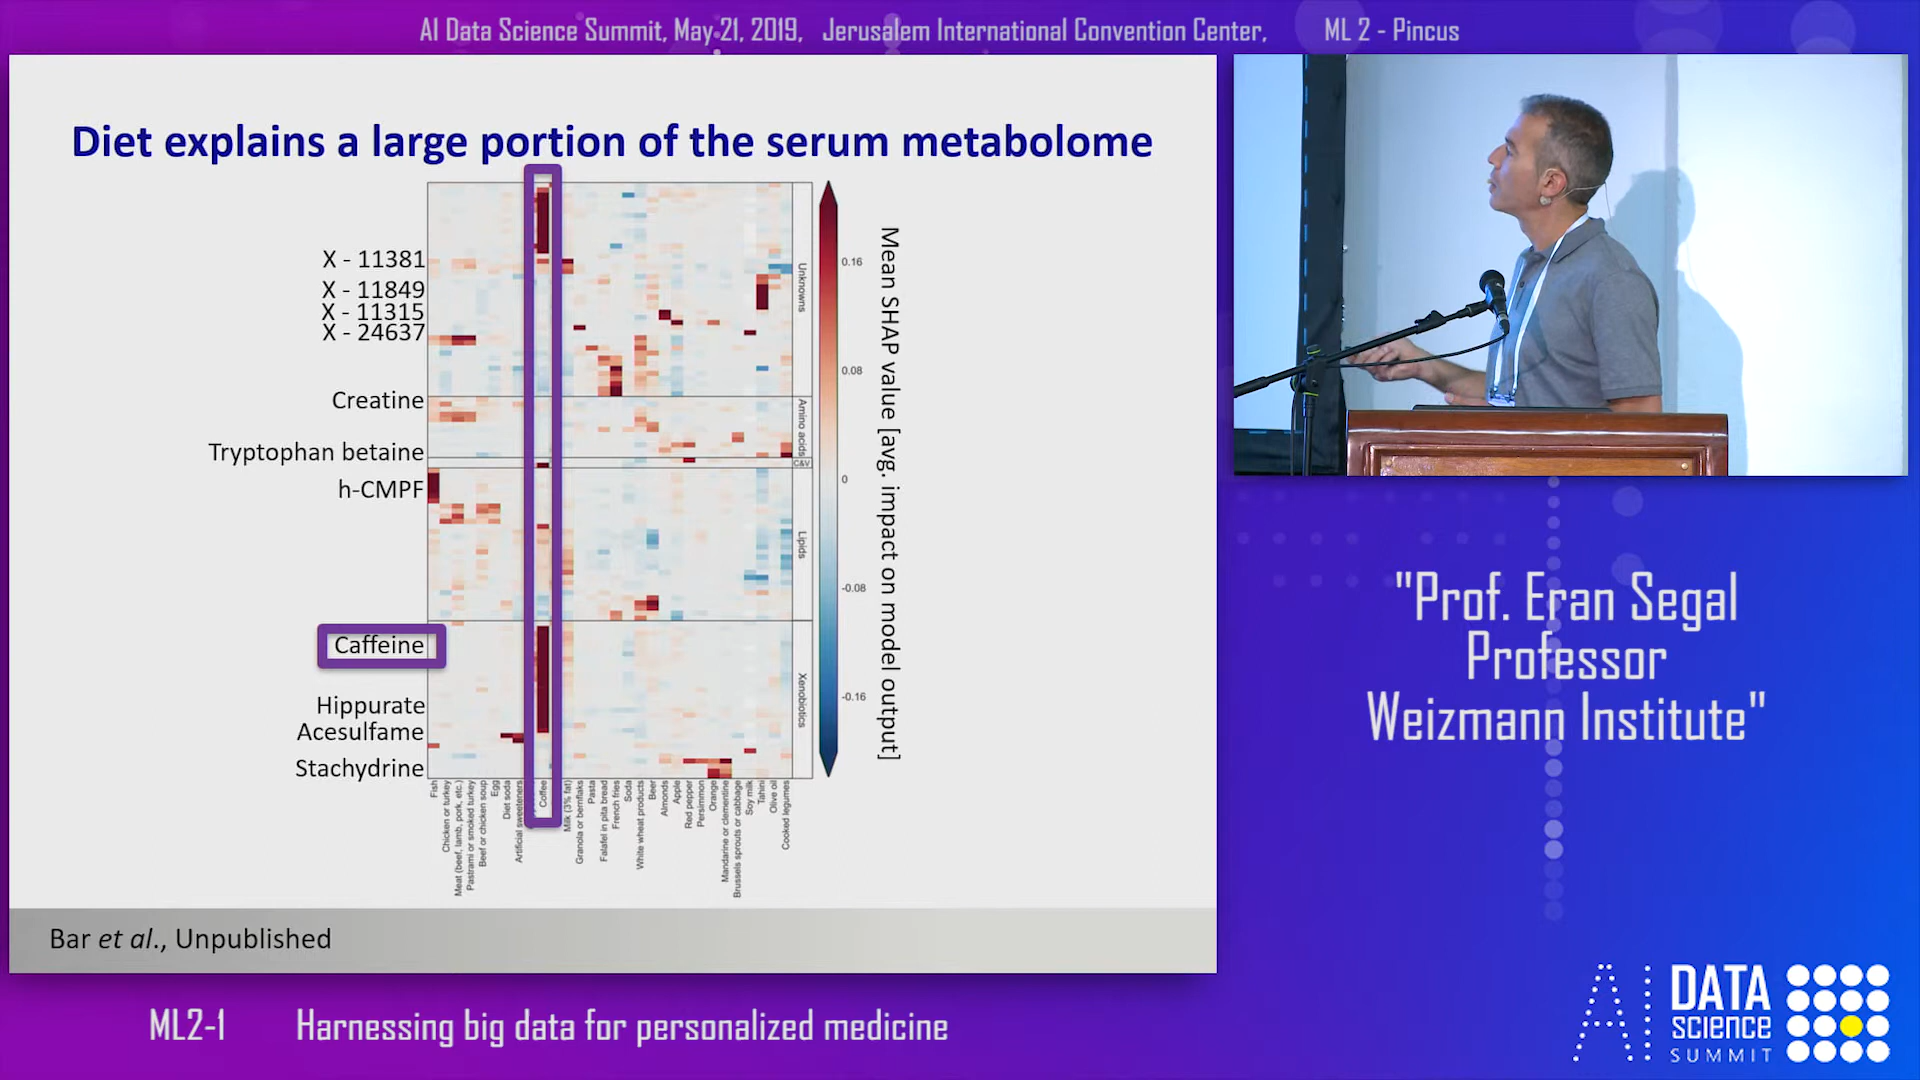 AI Data Science Summit, May 21, 2019, Jerusalem International Convention Center, ML 2 - Pincus
Diet explains a large portion of the serum metabolome
X - 11381
X - 11849
X - 11315
X - 24637
Creatine
Tryptophan betaine
h-CMPF
Caffeine
Hippurate
Acesulfame
Stachydrine
Unknowns
Amino acids
C&V
Lipids
Xenobiotics
0.16
0.08
0
-0.08
-0.16
Mean SHAP value [avg. impact on model output]
Fish
Chicken or turkey
Meat (beef, lamb, pork, etc.)
Pastrami or smoked turkey
Beef or chicken soup
Egg
Diet soda
Artificial sweeteners
Coffee
Milk (3% fat)
Granola or bernflaks
Pasta
Falafel in pita bread
French fries
Soda
White wheat products
Beer
Almonds
Apple
Red pepper
Persimmon
Orange
Mandarine or clementine
Brussels sprouts or cabbage
Soy milk
Tahini
Olive oil
Cooked legumes
Bar et al., Unpublished
"Prof. Eran Segal
Professor
Weizmann Institute"
ML2-1 Harnessing big data for personalized medicine
AI DATA
SCIENCE
SUMMIT